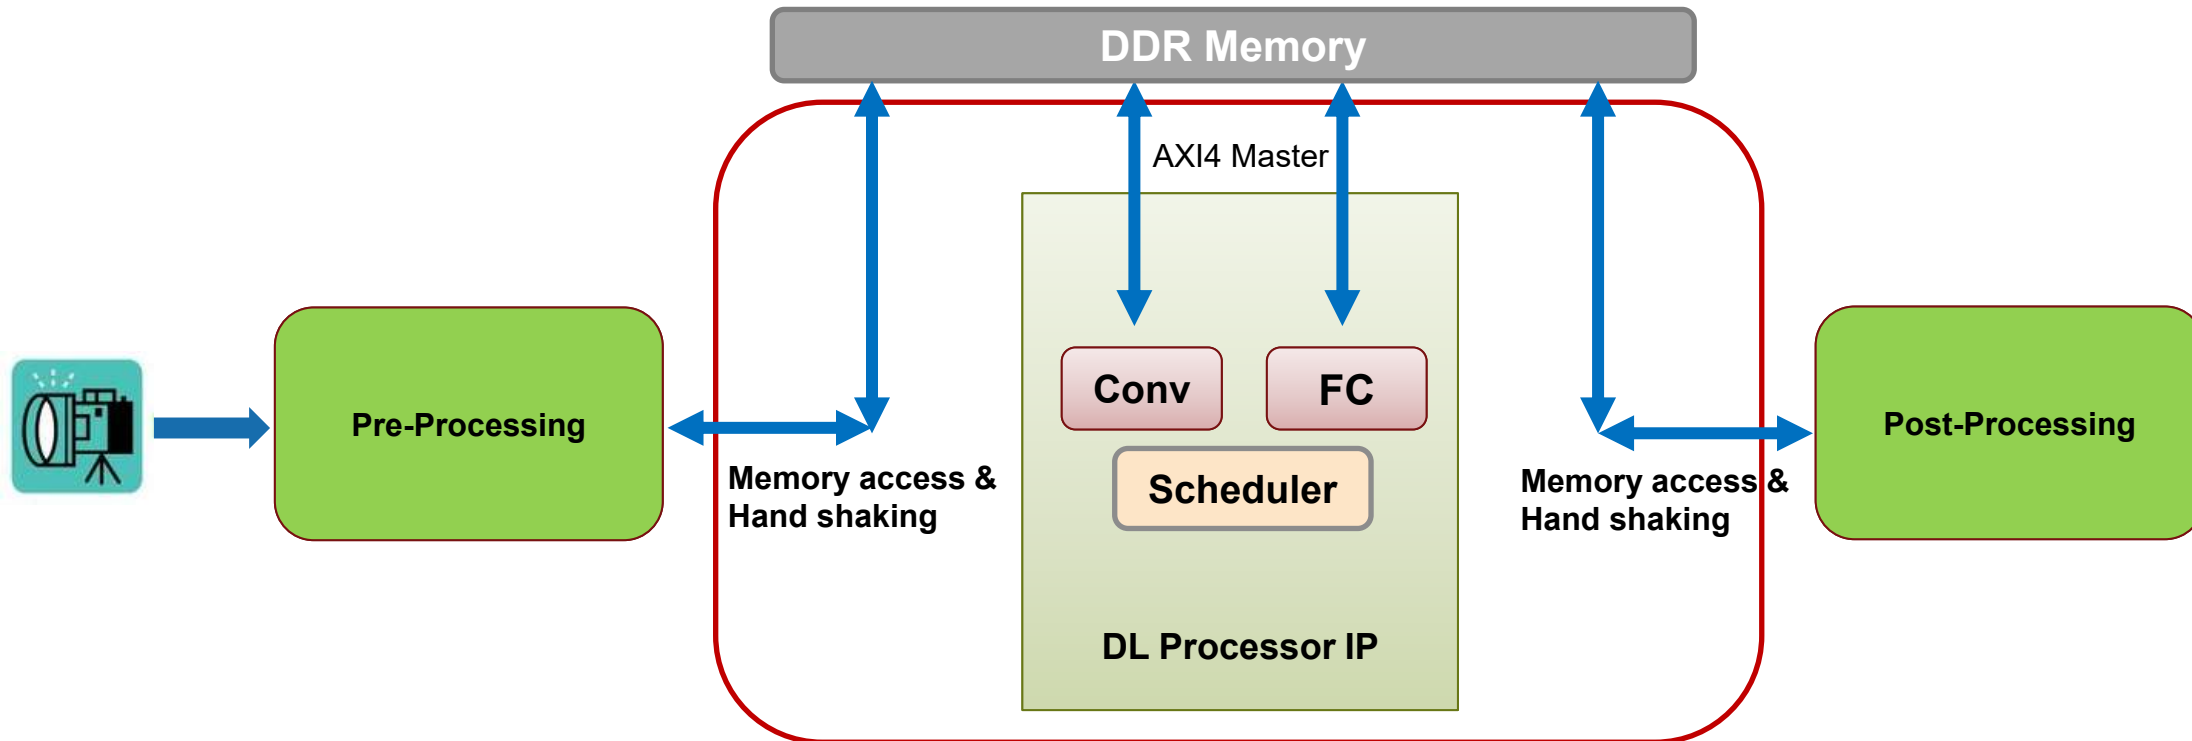 DDR Memory
AXI4 Master
Pre-Processing
Conv
FC
Post-Processing
Memory access &
Hand shaking
Scheduler
Memory access &
Hand shaking
DL Processor IP